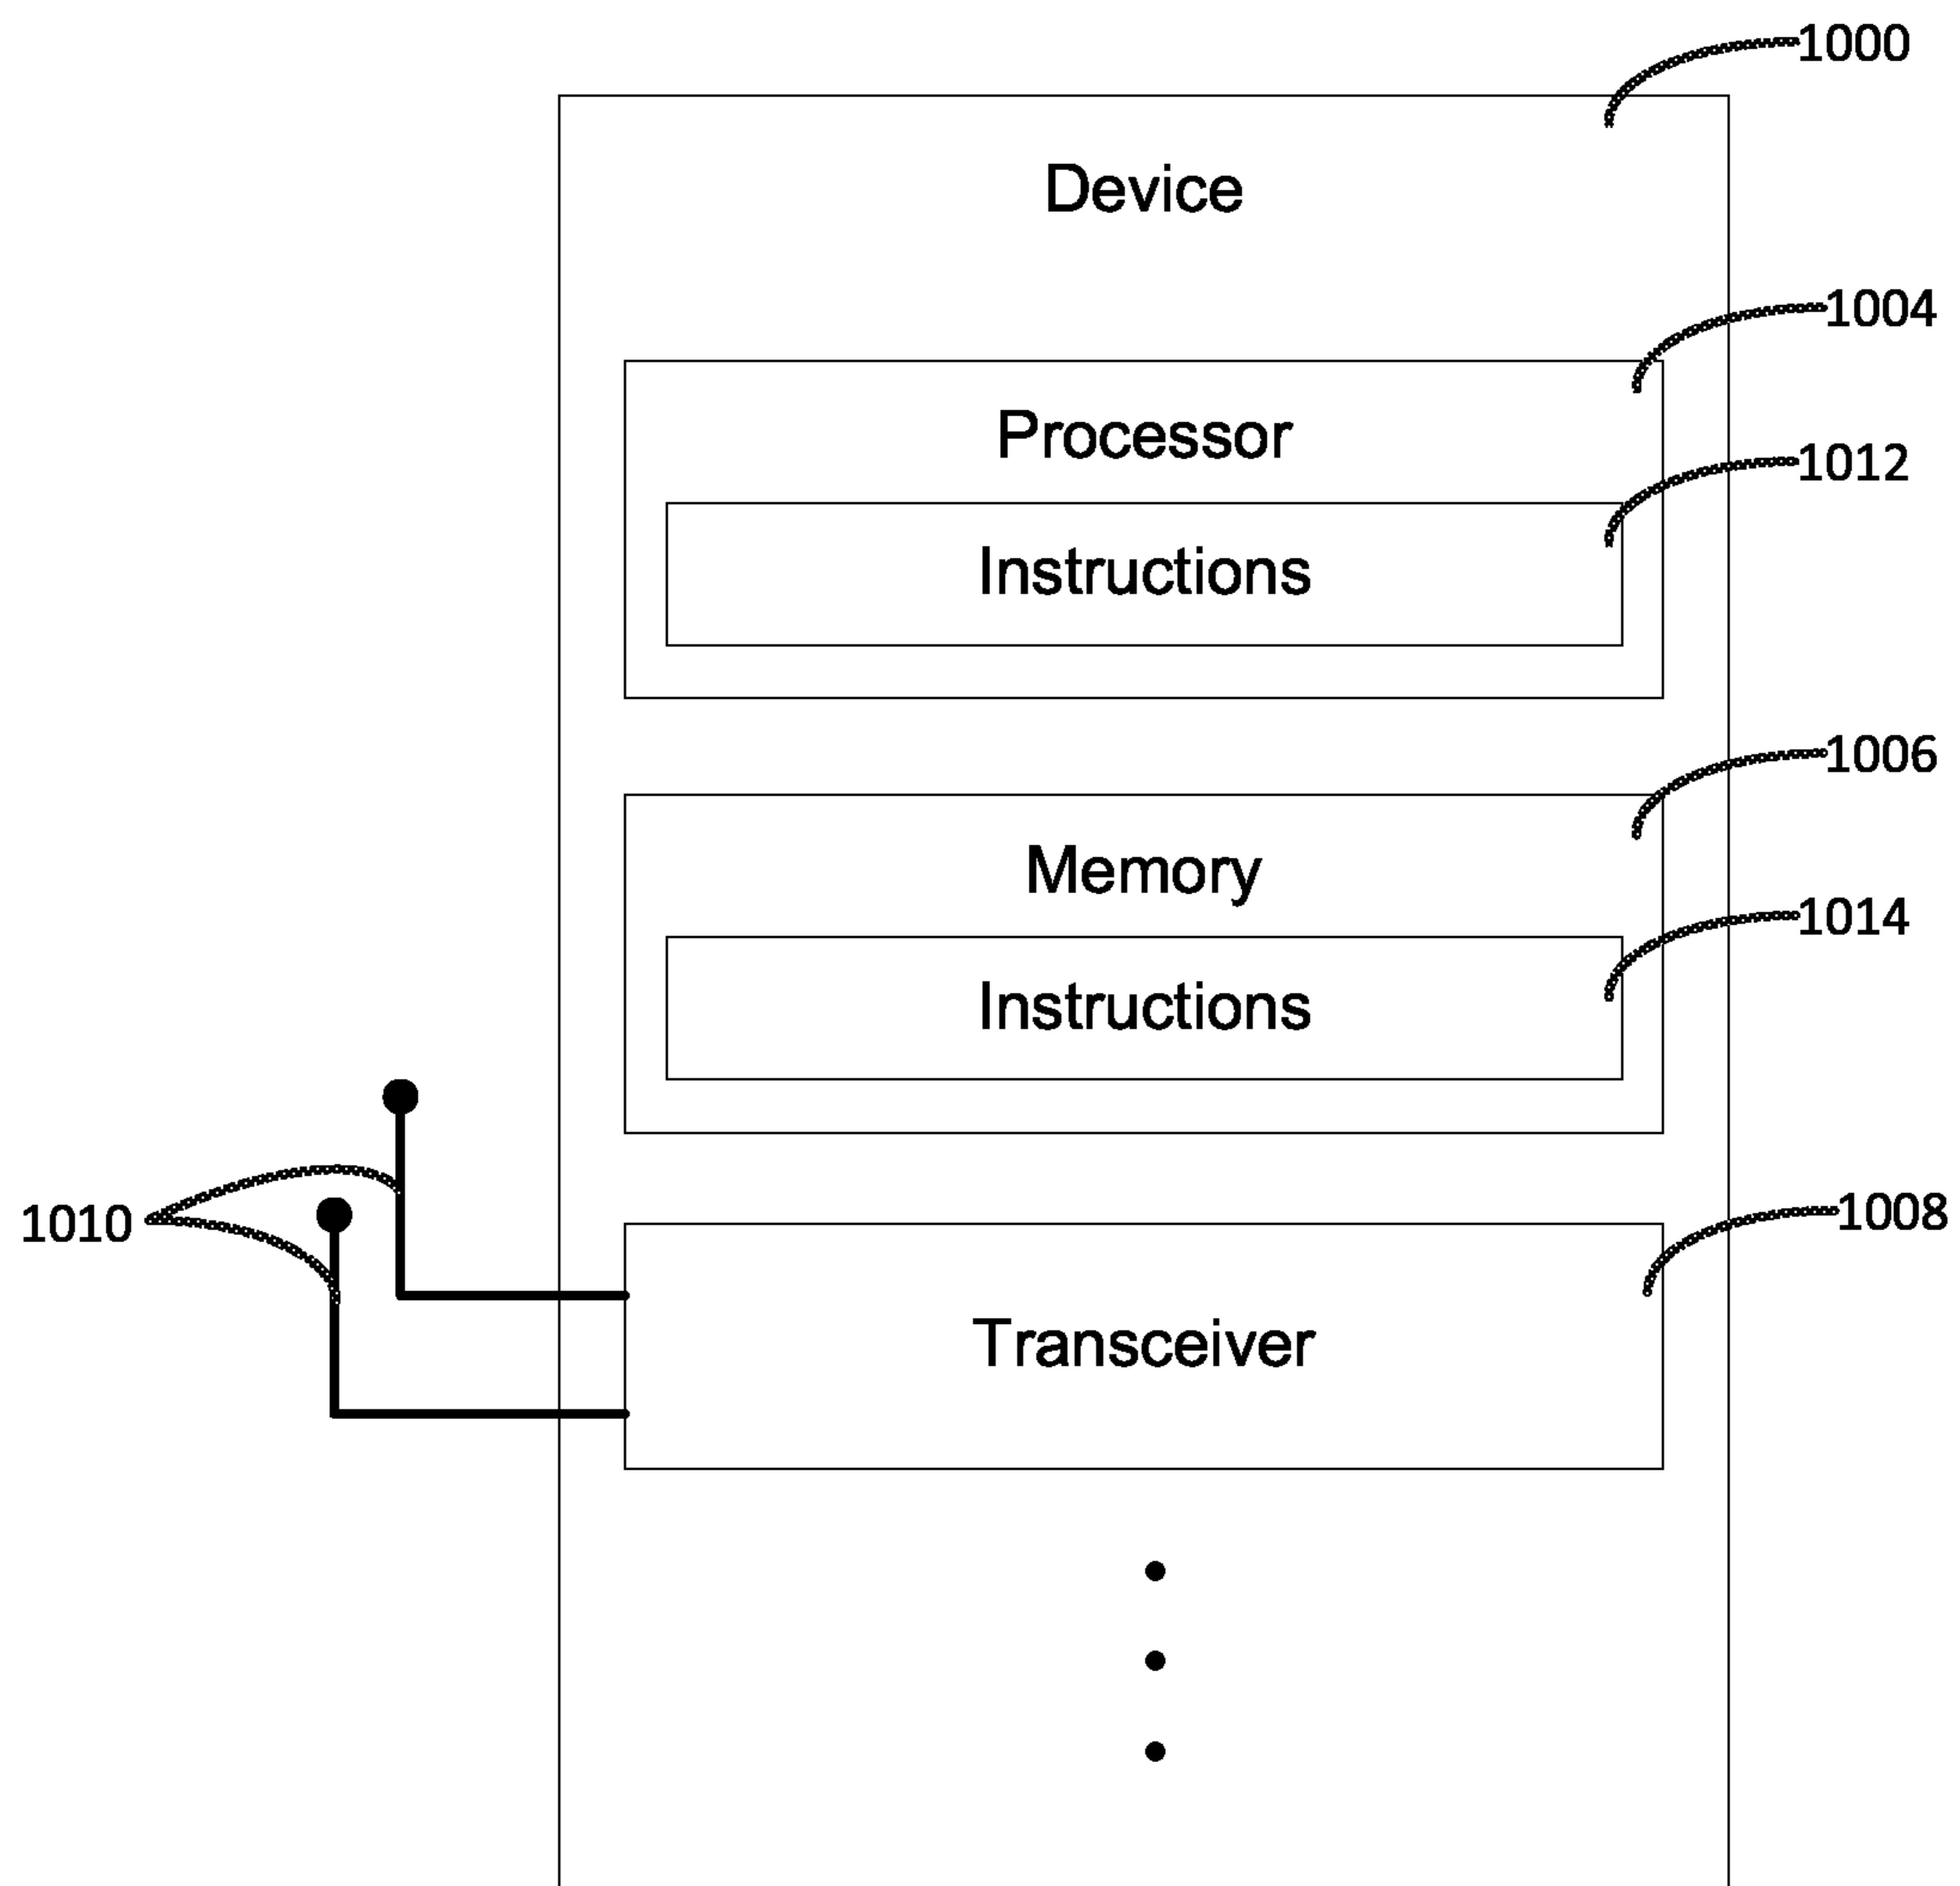 1000
Device
1004
Processor
1012
Instructions
1006
Memory
1014
Instructions
1010
1008
Transceiver